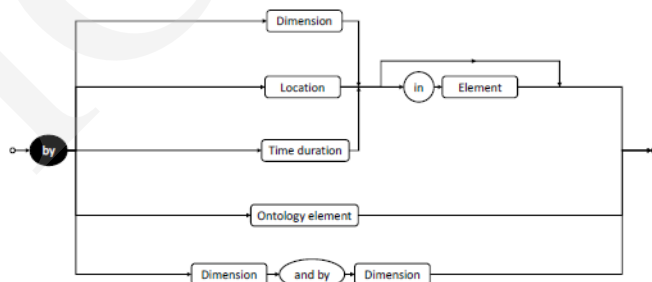 Dimension
Location
in
Element
by
Time duration
Ontology element
Dimension
and by
Dimension